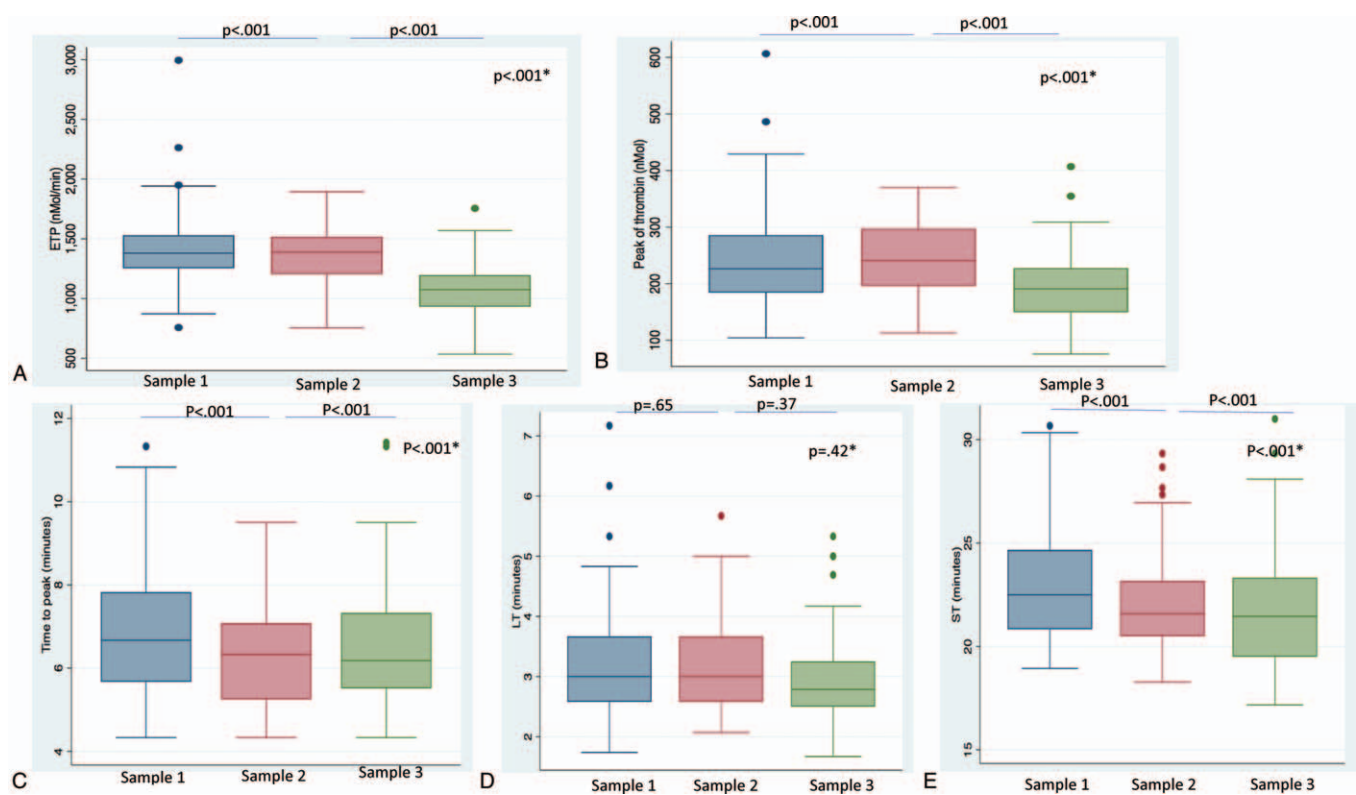 p<.001 p<.001
p<.001*
ETP (nMol/min)
3,000
2,500
2,000
1,500
1,000
500
A
Sample 1 Sample 2 Sample 3
p<.001 p<.001
p<.001*
Peak of thrombin (nMol)
600
500
400
300
200
100
B
Sample 1 Sample 2 Sample 3
P<.001 P<.001
P<.001*
Time to peak (minutes)
12
10
8
6
4
C
Sample 1 Sample 2 Sample 3
p=.65 p=.37
p=.42*
LT (minutes)
7
6
5
4
3
2
D
Sample 1 Sample 2 Sample 3
P<.001 P<.001
P<.001*
ST (minutes)
30
25
20
15
E
Sample 1 Sample 2 Sample 3